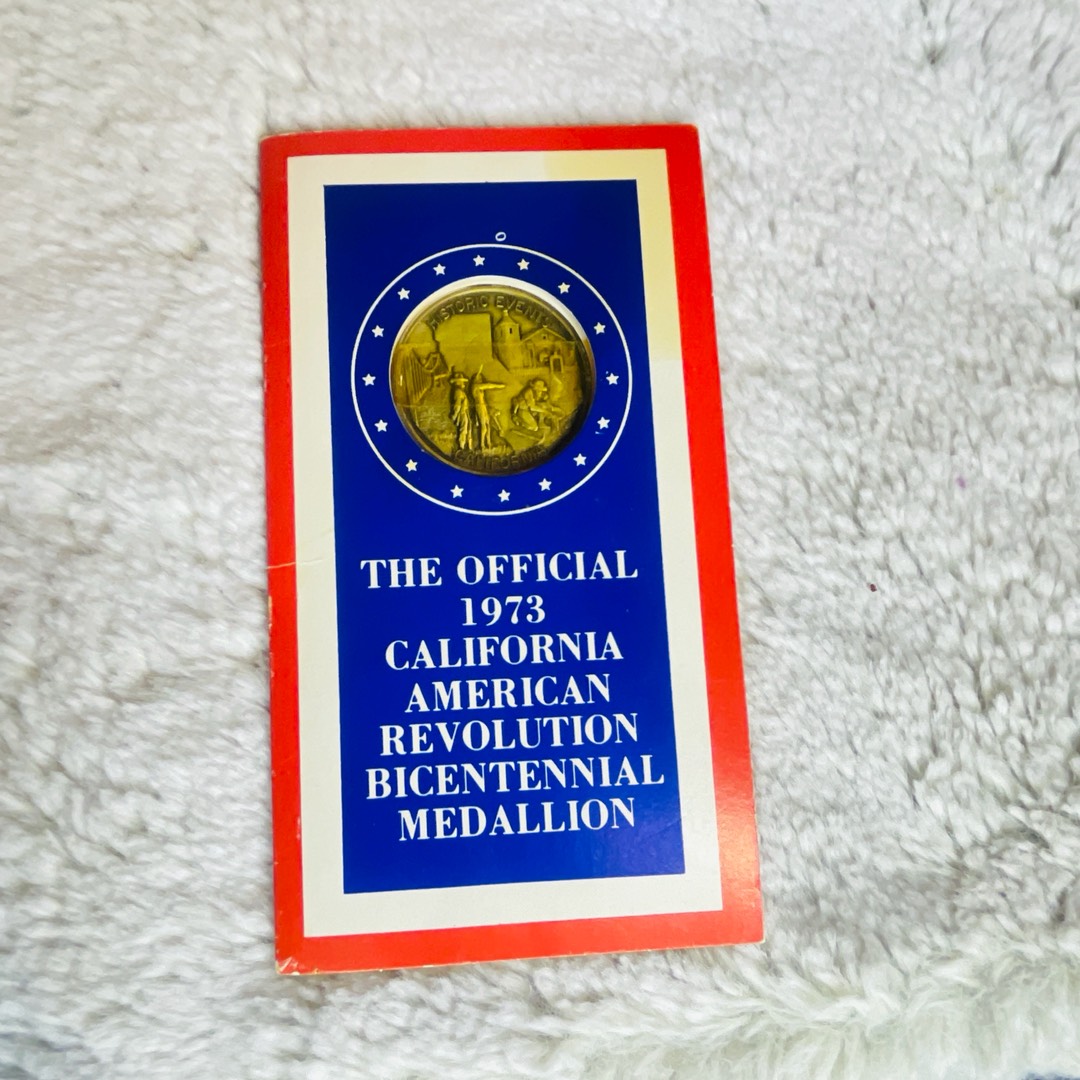 HISTORIC EVENTS
CALIFORNIA
THE OFFICIAL
1973
CALIFORNIA
AMERICAN
REVOLUTION
BICENTENNIAL
MEDALLION